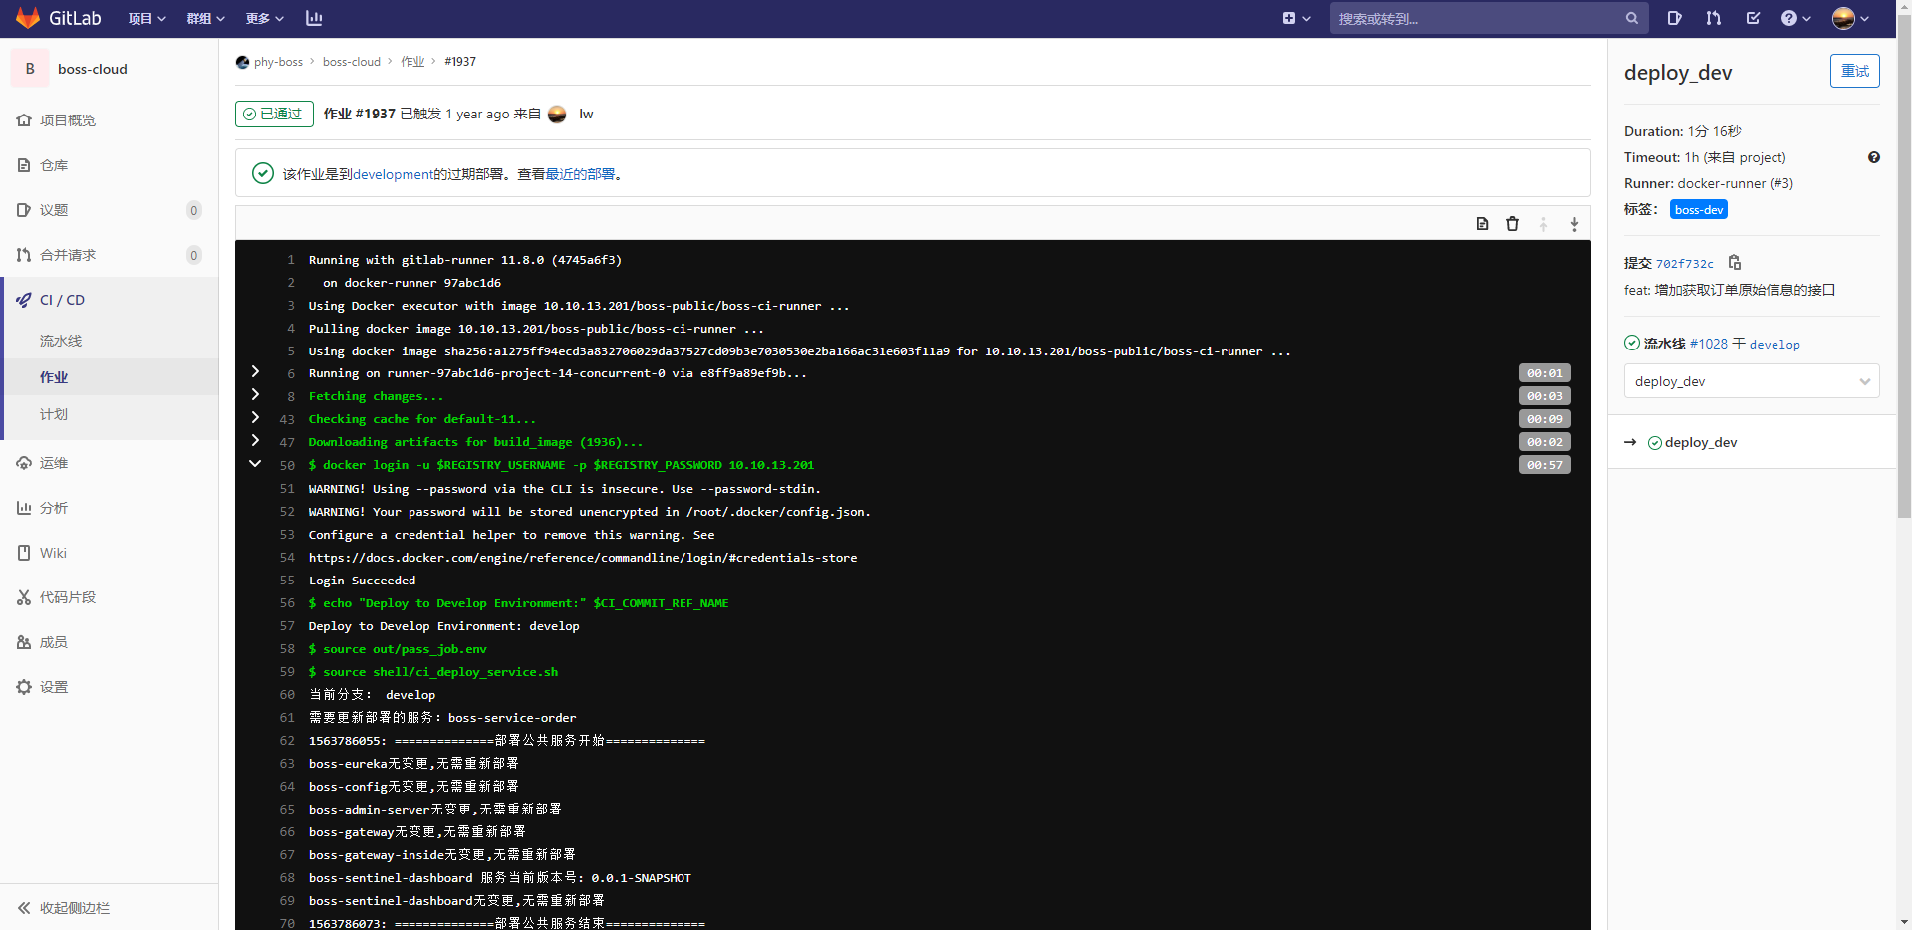 GitLab 项目 群组 更多 搜索或转到...
B boss-cloud
项目概览
仓库
议题 0
合并请求 0
CI / CD
流水线
作业
计划
运维
分析
Wiki
代码片段
成员
设置
收起侧边栏
phy-boss boss-cloud 作业 #1937
已通过 作业 #1937 已触发 1 year ago 来自 lw
该作业是到development的过期部署。查看最近的部署。
1 Running with gitlab-runner 11.8.0 (4745a6f3)
2 on docker-runner 97abc1d6
3 Using Docker executor with image 10.10.13.201/boss-public/boss-ci-runner ...
4 Pulling docker image 10.10.13.201/boss-public/boss-ci-runner ...
5 Using docker image sha256:a1275ff94ecd3a832706029da37527cd09b3e7030530e2ba166ac31e603f11a9 for 10.10.13.201/boss-public/boss-ci-runner ...
6 Running on runner-97abc1d6-project-14-concurrent-0 via e8ff9a89ef9b... 00:01
8 Fetching changes... 00:03
43 Checking cache for default-11... 00:09
47 Downloading artifacts for build_image (1936)... 00:02
50 $ docker login -u $REGISTRY_USERNAME -p $REGISTRY_PASSWORD 10.10.13.201 00:57
51 WARNING! Using --password via the CLI is insecure. Use --password-stdin.
52 WARNING! Your password will be stored unencrypted in /root/.docker/config.json.
53 Configure a credential helper to remove this warning. See
54 https://docs.docker.com/engine/reference/commandline/login/#credentials-store
55 Login Succeeded
56 $ echo "Deploy to Develop Environment:" $CI_COMMIT_REF_NAME
57 Deploy to Develop Environment: develop
58 $ source out/pass_job.env
59 $ source shell/ci_deploy_service.sh
60 当前分支： develop
61 需要更新部署的服务：boss-service-order
62 1563786055: ==============部署公共服务开始==============
63 boss-eureka无变更,无需重新部署
64 boss-config无变更,无需重新部署
65 boss-admin-server无变更,无需重新部署
66 boss-gateway无变更,无需重新部署
67 boss-gateway-inside无变更,无需重新部署
68 boss-sentinel-dashboard 服务当前版本号：0.0.1-SNAPSHOT
69 boss-sentinel-dashboard无变更,无需重新部署
70 1563786073: ==============部署公共服务结束==============
deploy_dev 重试
Duration: 1分 16秒
Timeout: 1h (来自 project)
Runner: docker-runner (#3)
标签： boss-dev
提交 702f732c
feat: 增加获取订单原始信息的接口
流水线 #1028 于 develop
deploy_dev
→ deploy_dev